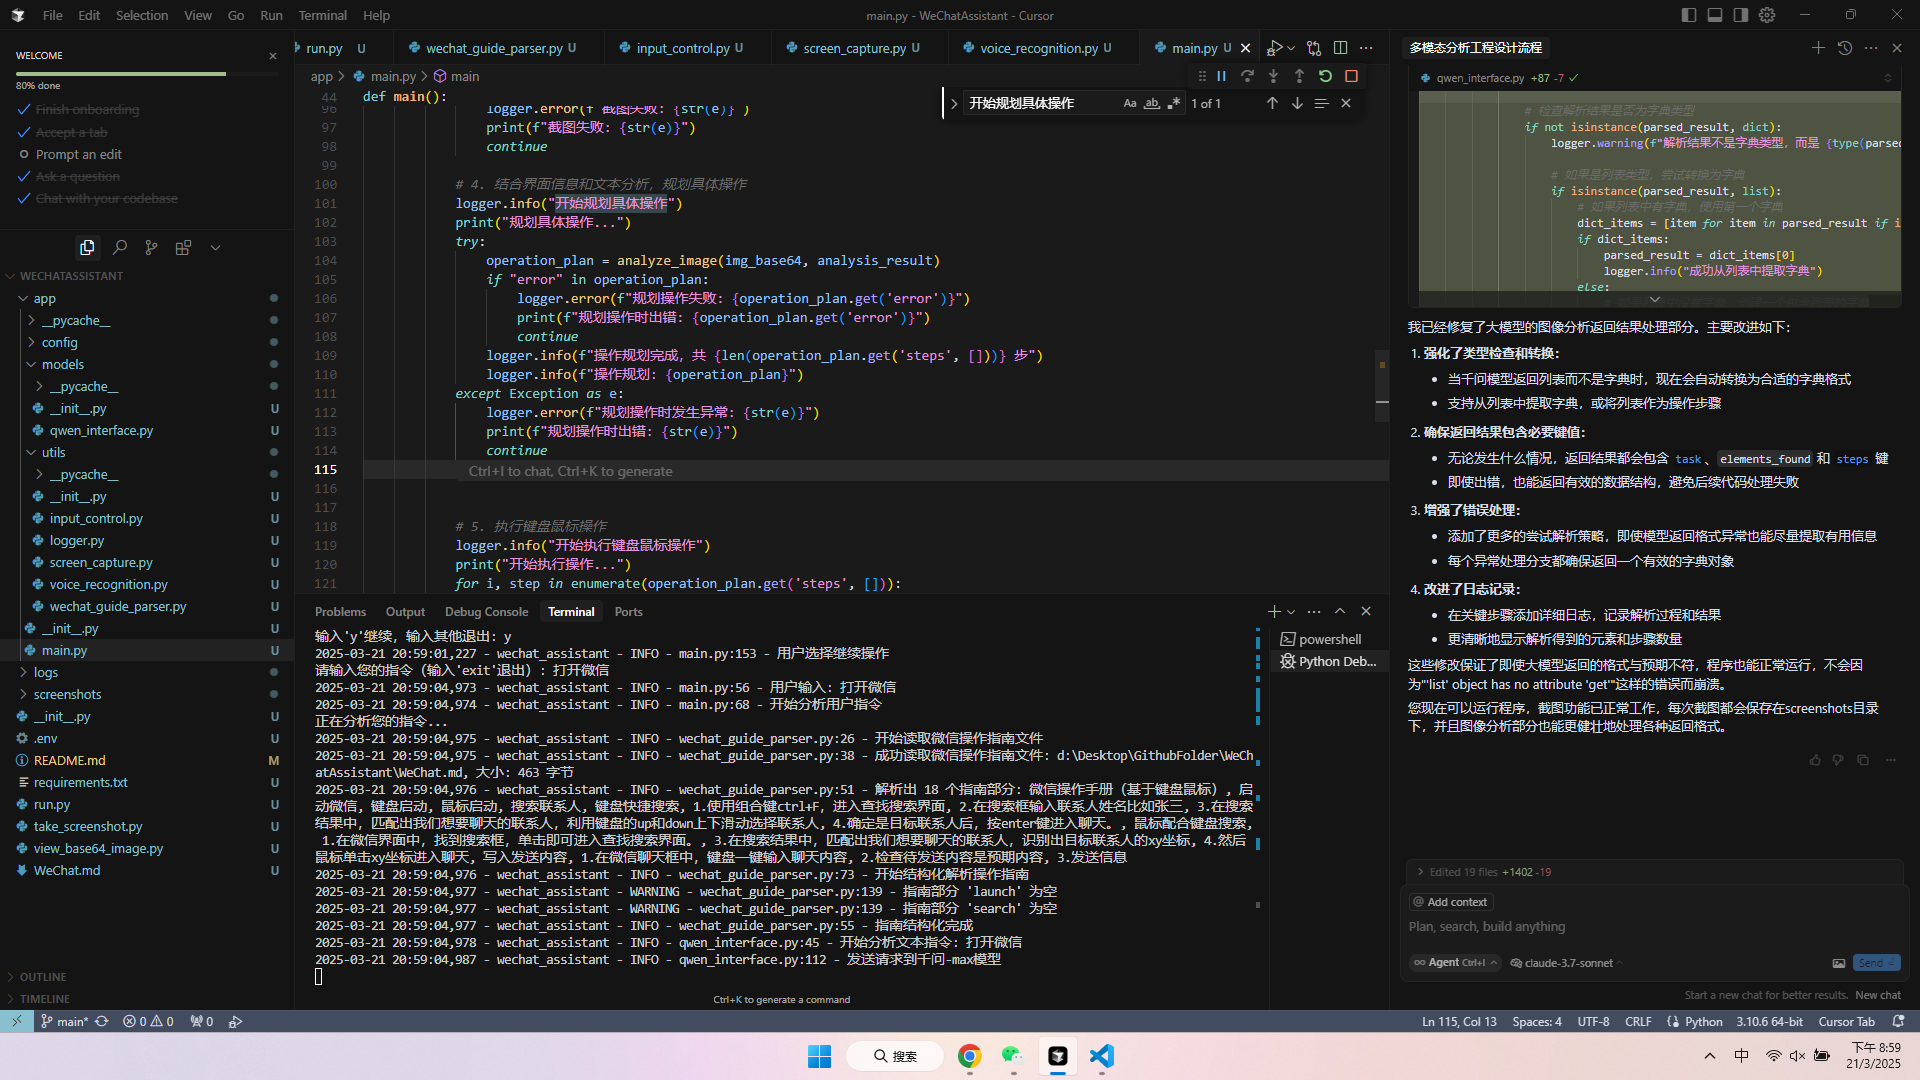 File Edit Selection View Go Run Terminal Help
main.py - WeChatAssistant - Cursor
WELCOME
80% done
Finish onboarding
Accept a tab
Prompt an edit
Ask a question
Chat with your codebase
WECHATASSISTANT
app
__pycache__
config
models
__pycache__
__init__.py U
qwen_interface.py U
utils
__pycache__
__init__.py U
input_control.py U
logger.py U
screen_capture.py U
voice_recognition.py U
wechat_guide_parser.py U
__init__.py U
main.py U
logs
screenshots
__init__.py U
.env U
README.md M
requirements.txt U
run.py U
take_screenshot.py U
view_base64_image.py U
WeChat.md U
OUTLINE
TIMELINE
run.py U wechat_guide_parser.py U input_control.py U screen_capture.py U voice_recognition.py U main.py U
app > main.py > main
开始规划具体操作 Aa ab 1 of 1
44 def main():
96 logger.error(f"截图失败: {str(e)}")
97 print(f"截图失败: {str(e)}")
98 continue
99
100 # 4. 结合界面信息和文本分析，规划具体操作
101 logger.info("开始规划具体操作")
102 print("规划具体操作...")
103 try:
104 operation_plan = analyze_image(img_base64, analysis_result)
105 if "error" in operation_plan:
106 logger.error(f"规划操作失败: {operation_plan.get('error')}")
107 print(f"规划操作时出错: {operation_plan.get('error')}")
108 continue
109 logger.info(f"操作规划完成，共 {len(operation_plan.get('steps', []))} 步")
110 logger.info(f"操作规划: {operation_plan}")
111 except Exception as e:
112 logger.error(f"规划操作时发生异常: {str(e)}")
113 print(f"规划操作时出错: {str(e)}")
114 continue
115 Ctrl+I to chat, Ctrl+K to generate
116
117
118 # 5. 执行键盘鼠标操作
119 logger.info("开始执行键盘鼠标操作")
120 print("开始执行操作...")
121 for i, step in enumerate(operation_plan.get('steps', [])):
Problems Output Debug Console Terminal Ports
powershell
Python Deb...
输入'y'继续，输入其他退出: y
2025-03-21 20:59:01,227 - wechat_assistant - INFO - main.py:153 - 用户选择继续操作
请输入您的指令（输入'exit'退出）: 打开微信
2025-03-21 20:59:04,973 - wechat_assistant - INFO - main.py:56 - 用户输入: 打开微信
2025-03-21 20:59:04,974 - wechat_assistant - INFO - main.py:68 - 开始分析用户指令
正在分析您的指令...
2025-03-21 20:59:04,975 - wechat_assistant - INFO - wechat_guide_parser.py:26 - 开始读取微信操作指南文件
2025-03-21 20:59:04,975 - wechat_assistant - INFO - wechat_guide_parser.py:38 - 成功读取微信操作指南文件: d:\Desktop\GithubFolder\WeCh
atAssistant\WeChat.md, 大小: 463 字节
2025-03-21 20:59:04,976 - wechat_assistant - INFO - wechat_guide_parser.py:51 - 解析出 18 个指南部分: 微信操作手册（基于键盘鼠标）, 启
动微信, 键盘启动, 鼠标启动, 搜索联系人, 键盘快捷搜索, 1.使用组合键ctrl+F, 进入查找搜索界面, 2.在搜索框输入联系人姓名比如张三, 3.在搜索
结果中, 匹配出我们想要聊天的联系人, 利用键盘的up和down上下滑动选择联系人, 4.确定是目标联系人后, 按enter键进入聊天。, 鼠标配合键盘搜索,
1.在微信界面中, 找到搜索框, 单击即可进入查找搜索界面。, 3.在搜索结果中, 匹配出我们想要聊天的联系人, 识别出目标联系人的xy坐标, 4.然后
鼠标单击xy坐标进入聊天, 写入发送内容, 1.在微信聊天框中, 键盘一键输入聊天内容, 2.检查待发送内容是预期内容, 3.发送信息
2025-03-21 20:59:04,976 - wechat_assistant - INFO - wechat_guide_parser.py:73 - 开始结构化解析操作指南
2025-03-21 20:59:04,977 - wechat_assistant - WARNING - wechat_guide_parser.py:139 - 指南部分 'launch' 为空
2025-03-21 20:59:04,977 - wechat_assistant - WARNING - wechat_guide_parser.py:139 - 指南部分 'search' 为空
2025-03-21 20:59:04,977 - wechat_assistant - INFO - wechat_guide_parser.py:55 - 指南结构化完成
2025-03-21 20:59:04,978 - wechat_assistant - INFO - qwen_interface.py:45 - 开始分析文本指令: 打开微信
2025-03-21 20:59:04,987 - wechat_assistant - INFO - qwen_interface.py:112 - 发送请求到千问-max模型
Ctrl+K to generate a command
多模态分析工程设计流程
qwen_interface.py +87 -7
# 检查解析结果是否为字典类型
if not isinstance(parsed_result, dict):
logger.warning(f"解析结果不是字典类型, 而是 {type(parsed
# 如果是列表类型，尝试转换为字典
if isinstance(parsed_result, list):
# 如果列表中有字典，使用第一个字典
dict_items = [item for item in parsed_result if i
if dict_items:
parsed_result = dict_items[0]
logger.info("成功从列表中提取字典")
else:
我已经修复了大模型的图像分析返回结果处理部分。主要改进如下:
1. 强化了类型检查和转换:
• 当千问模型返回列表而不是字典时，现在会自动转换为合适的字典格式
• 支持从列表中提取字典，或将列表作为操作步骤
2. 确保返回结果包含必要键值:
• 无论发生什么情况，返回结果都会包含 task 、 elements_found 和 steps 键
• 即使出错，也能返回有效的数据结构，避免后续代码处理失败
3. 增强了错误处理:
• 添加了更多的尝试解析策略，即使模型返回格式异常也能尽量提取有用信息
• 每个异常处理分支都确保返回一个有效的字典对象
4. 改进了日志记录:
• 在关键步骤添加详细日志，记录解析过程和结果
• 更清晰地显示解析得到的元素和步骤数量
这些修改保证了即使大模型返回的格式与预期不符，程序也能正常运行，不会因
为"'list' object has no attribute 'get'"这样的错误而崩溃。
您现在可以运行程序，截图功能已正常工作，每次截图都会保存在screenshots目录
下，并且图像分析部分也能更健壮地处理各种返回格式。
Edited 19 files +1402 -19
@ Add context
Plan, search, build anything
Agent Ctrl+I claude-3.7-sonnet Send
Start a new chat for better results. New chat
main* 0 0 0
Ln 115, Col 13 Spaces: 4 UTF-8 CRLF Python 3.10.6 64-bit Cursor Tab
搜索
中
下午 8:59
21/3/2025